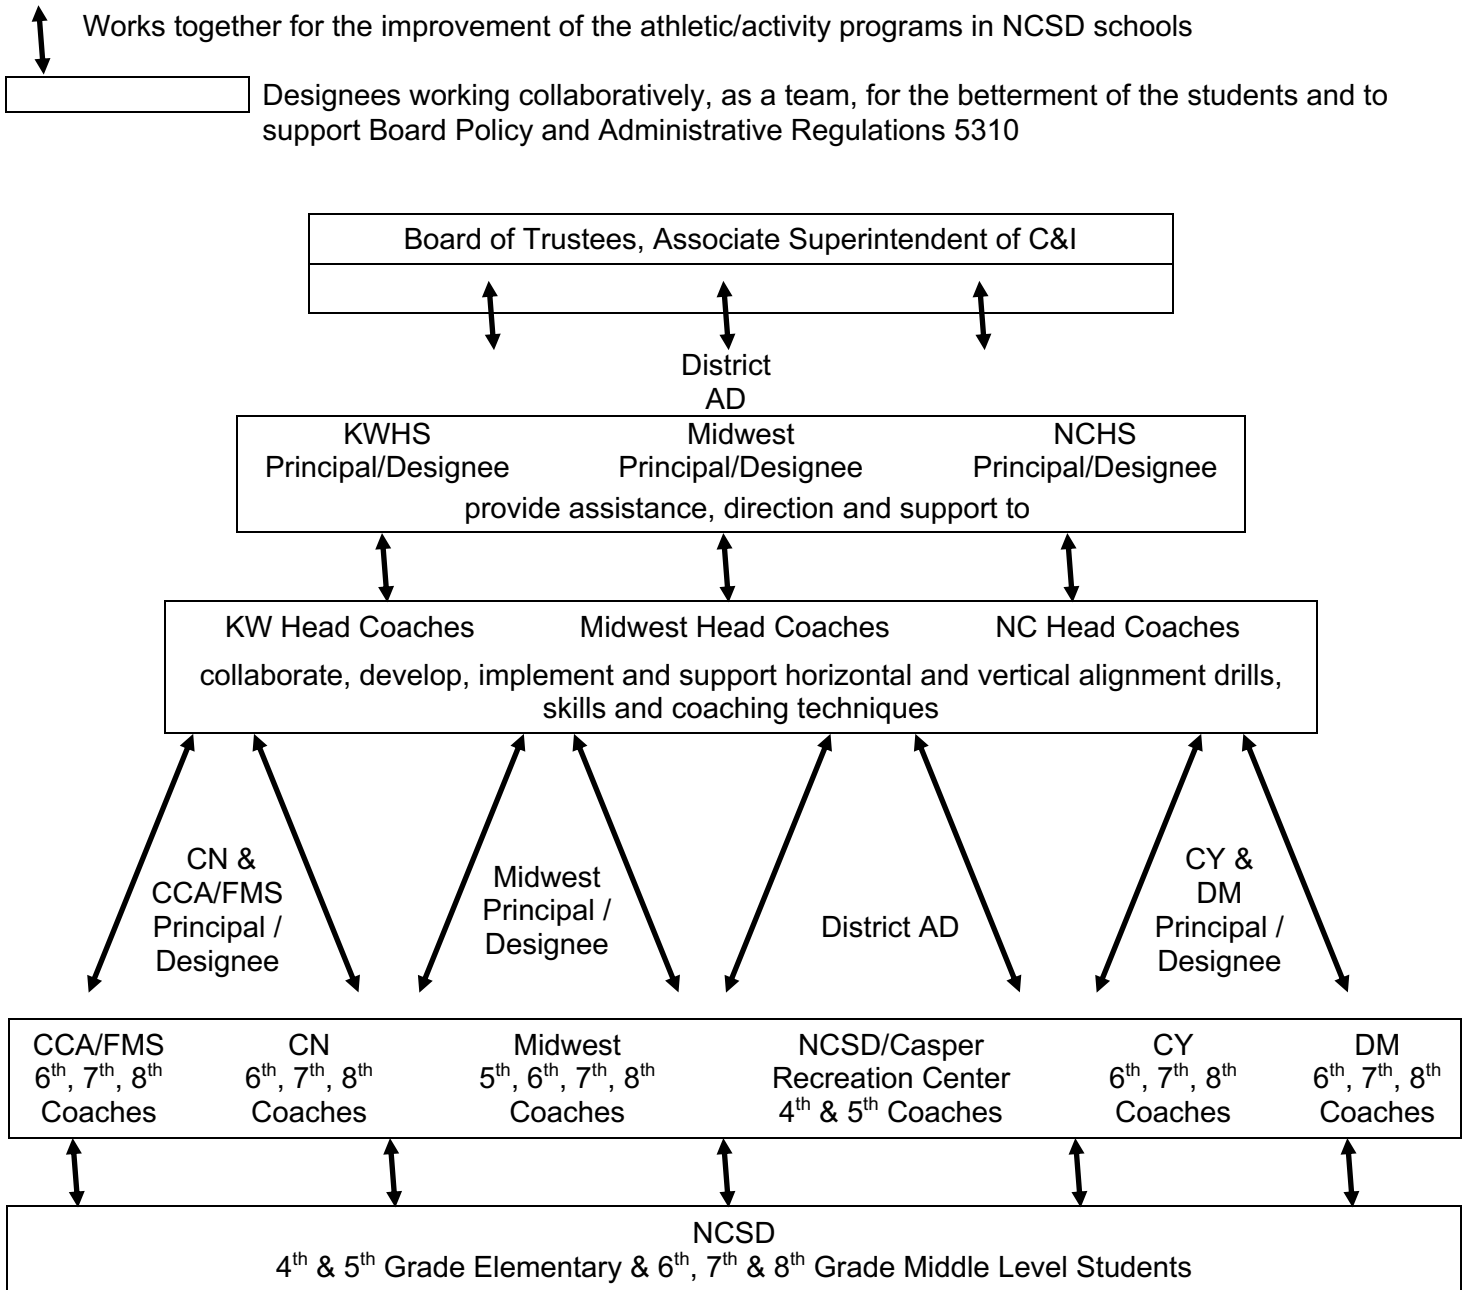 Works together for the improvement of the athletic/activity programs in NCSD schools
Designees working collaboratively, as a team, for the betterment of the students and to
support Board Policy and Administrative Regulations 5310
Board of Trustees, Associate Superintendent of C&I
District
AD
KWHS
Principal/Designee
Midwest
Principal/Designee
NCHS
Principal/Designee
provide assistance, direction and support to
KW Head Coaches
Midwest Head Coaches
NC Head Coaches
collaborate, develop, implement and support horizontal and vertical alignment drills,
skills and coaching techniques
CN &
CCA/FMS
Principal /
Designee
Midwest
Principal /
Designee
District AD
CY &
DM
Principal /
Designee
CCA/FMS
6th, 7th, 8th
Coaches
CN
6th, 7th, 8th
Coaches
Midwest
5th, 6th, 7th, 8th
Coaches
NCSD/Casper
Recreation Center
4th & 5th Coaches
CY
6th, 7th, 8th
Coaches
DM
6th, 7th, 8th
Coaches
NCSD
4th & 5th Grade Elementary & 6th, 7th & 8th Grade Middle Level Students